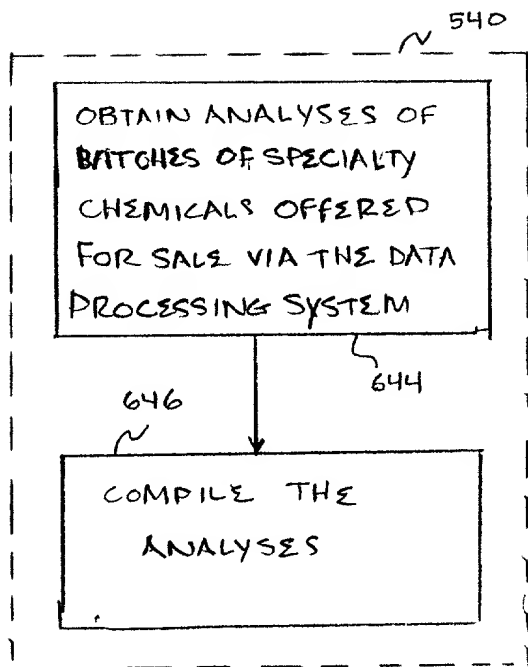 540
OBTAIN ANALYSES OF
BATCHES OF SPECIALTY
CHEMICALS OFFERED
FOR SALE VIA THE DATA
PROCESSING SYSTEM
644
646
COMPILE THE
ANALYSES